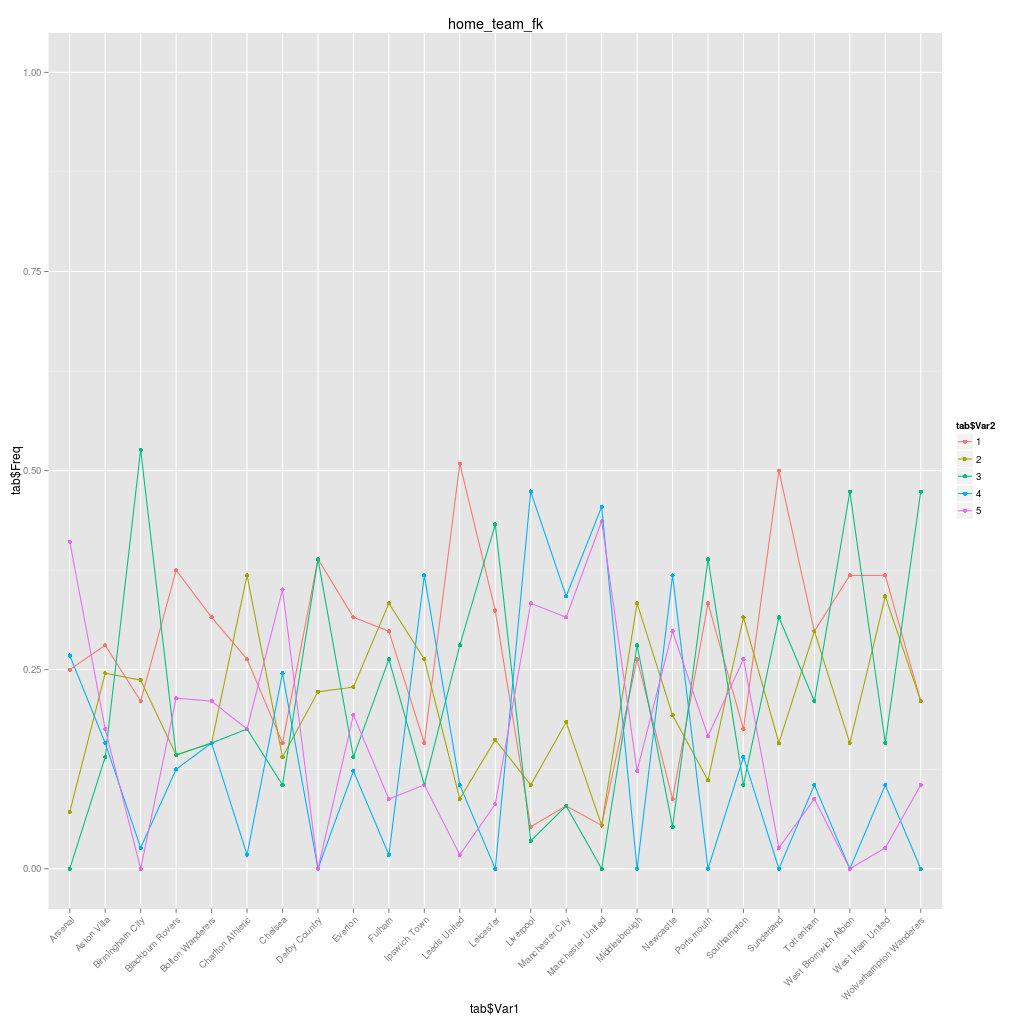 home_team_fk
1.00
0.75
0.50
0.25
0.00
tab$Freq
Arsenal
Aston Villa
Birmingham City
Blackburn Rovers
Bolton Wanderers
Charlton Athletic
Chelsea
Derby County
Everton
Fulham
Ipswich Town
Leeds United
Leicester
Liverpool
Manchester City
Manchester United
Middlesbrough
Newcastle
Portsmouth
Southampton
Sunderland
Tottenham
West Bromwich Albion
West Ham United
Wolverhampton Wanderers
tab$Var1
tab$Var2
1
2
3
4
5